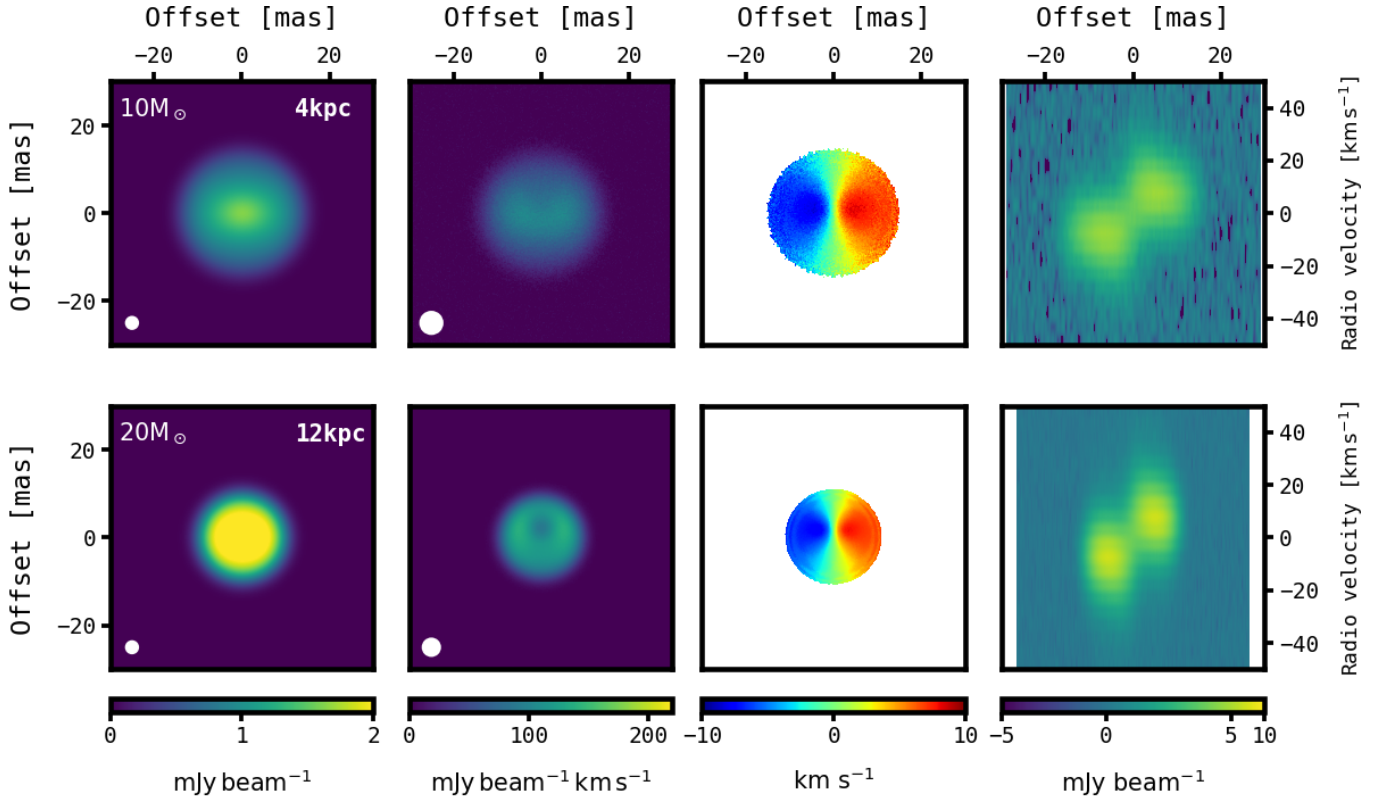 Offset [mas] Offset [mas] Offset [mas] Offset [mas]
−20 0 20 −20 0 20 −20 0 20 −20 0 20
10M⊙ 4kpc
Offset [mas]
20
0
−20
40
20
0
−20
−40
Radio velocity [kms⁻¹]
20M⊙ 12kpc
Offset [mas]
20
0
−20
40
20
0
−20
−40
Radio velocity [kms⁻¹]
0 1 2 0 100 200 −10 0 10 −5 0 5 10
mJy beam⁻¹ mJy beam⁻¹ km s⁻¹ km s⁻¹ mJy beam⁻¹